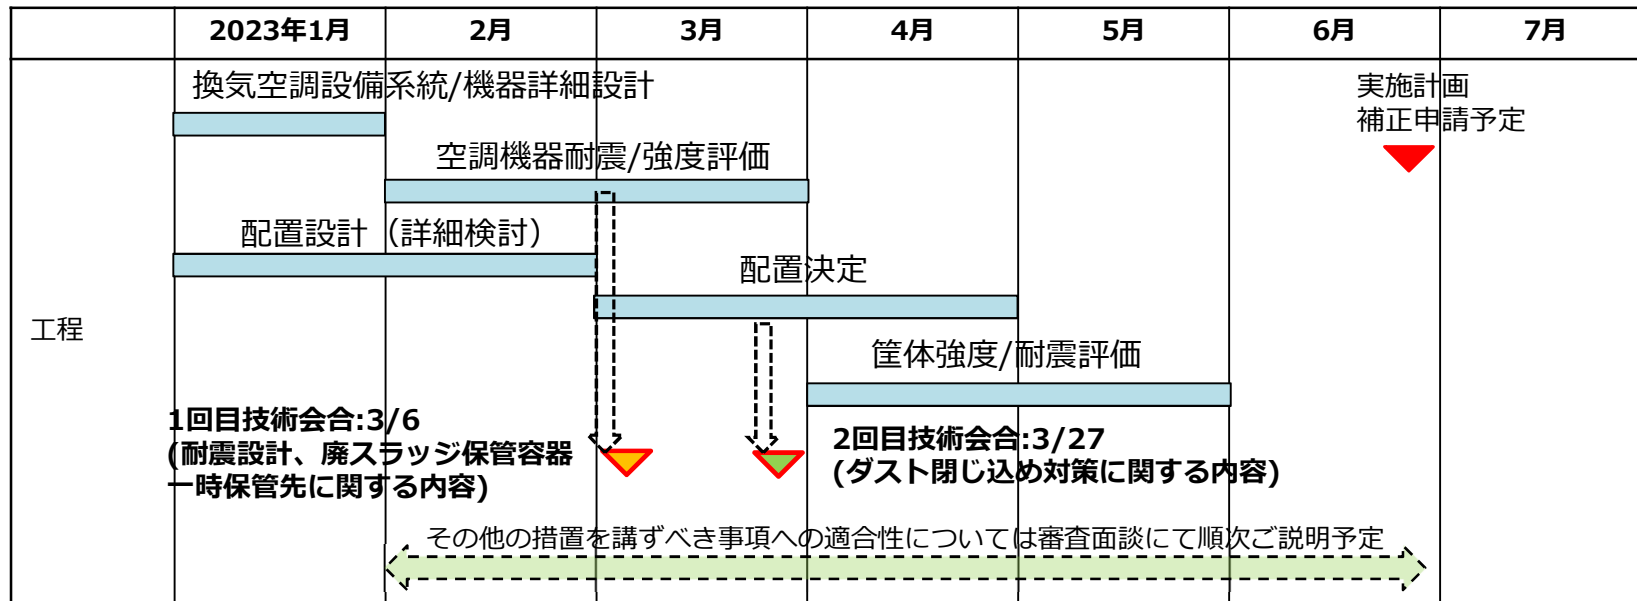 2023年1月
2月
3月
4月
5月
6月
7月
工程
換気空調設備系統/機器詳細設計
実施計画
補正申請予定
空調機器耐震/強度評価
配置設計（詳細検討）
配置決定
筐体強度/耐震評価
1回目技術会合:3/6
(耐震設計、廃スラッジ保管容器
一時保管先に関する内容)
2回目技術会合:3/27
(ダスト閉じ込め対策に関する内容)
その他の措置を講ずべき事項への適合性については審査面談にて順次ご説明予定